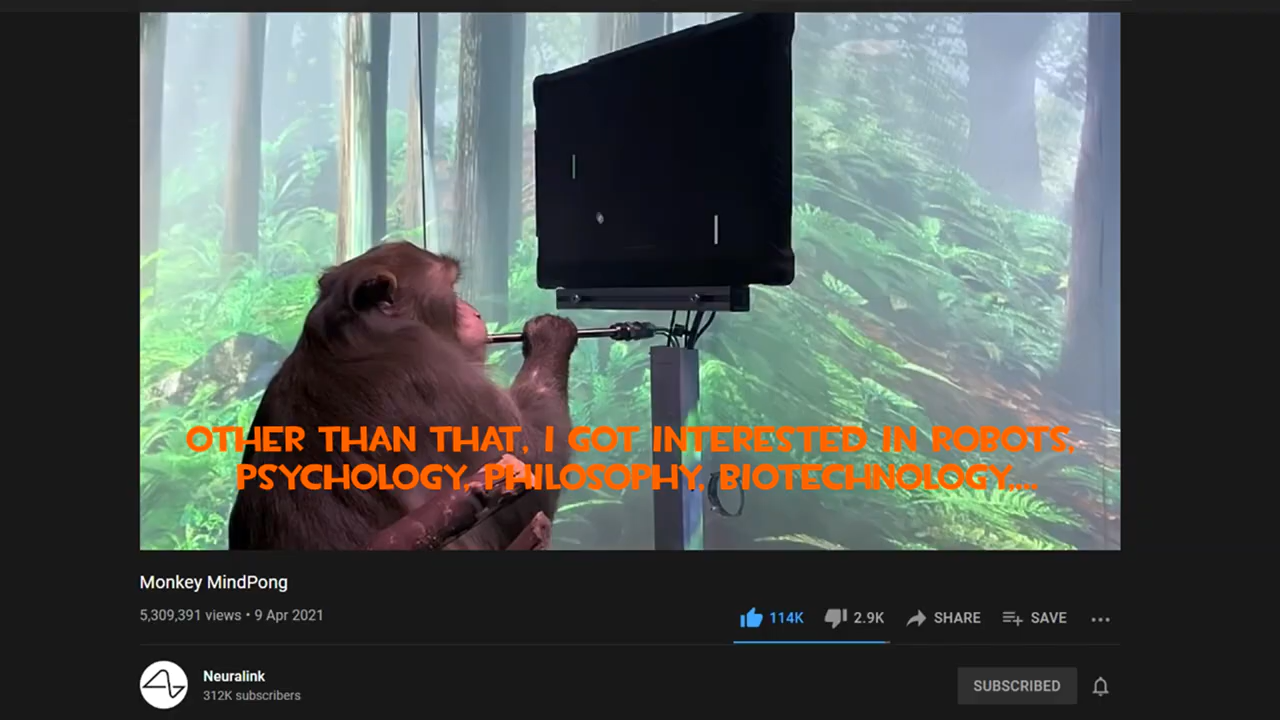 OTHER THAN THAT, I GOT INTERESTED IN ROBOTS,
PSYCHOLOGY, PHILOSOPHY, BIOTECHNOLOGY,...
Monkey MindPong
5,309,391 views • 9 Apr 2021
114K 2.9K SHARE SAVE
Neuralink
312K subscribers
SUBSCRIBED